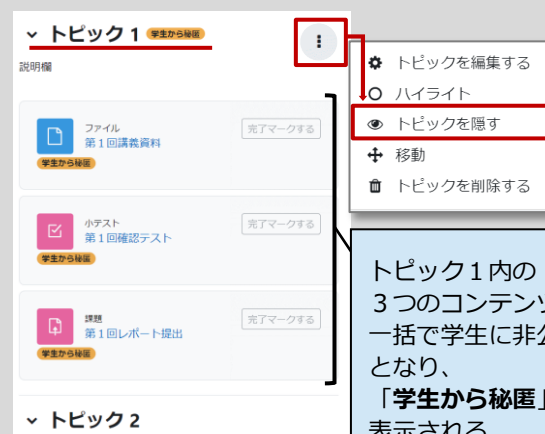 トピック 1 学生から秘匿
説明欄
ファイル
第１回講義資料
完了マークする
学生から秘匿
小テスト
第１回確認テスト
完了マークする
学生から秘匿
課題
第１回レポート提出
完了マークする
学生から秘匿
トピック 2
トピックを編集する
ハイライト
トピックを隠す
移動
トピックを削除する
トピック１内の
３つのコンテン
一括で学生に非
となり、
「学生から秘匿」
表示される